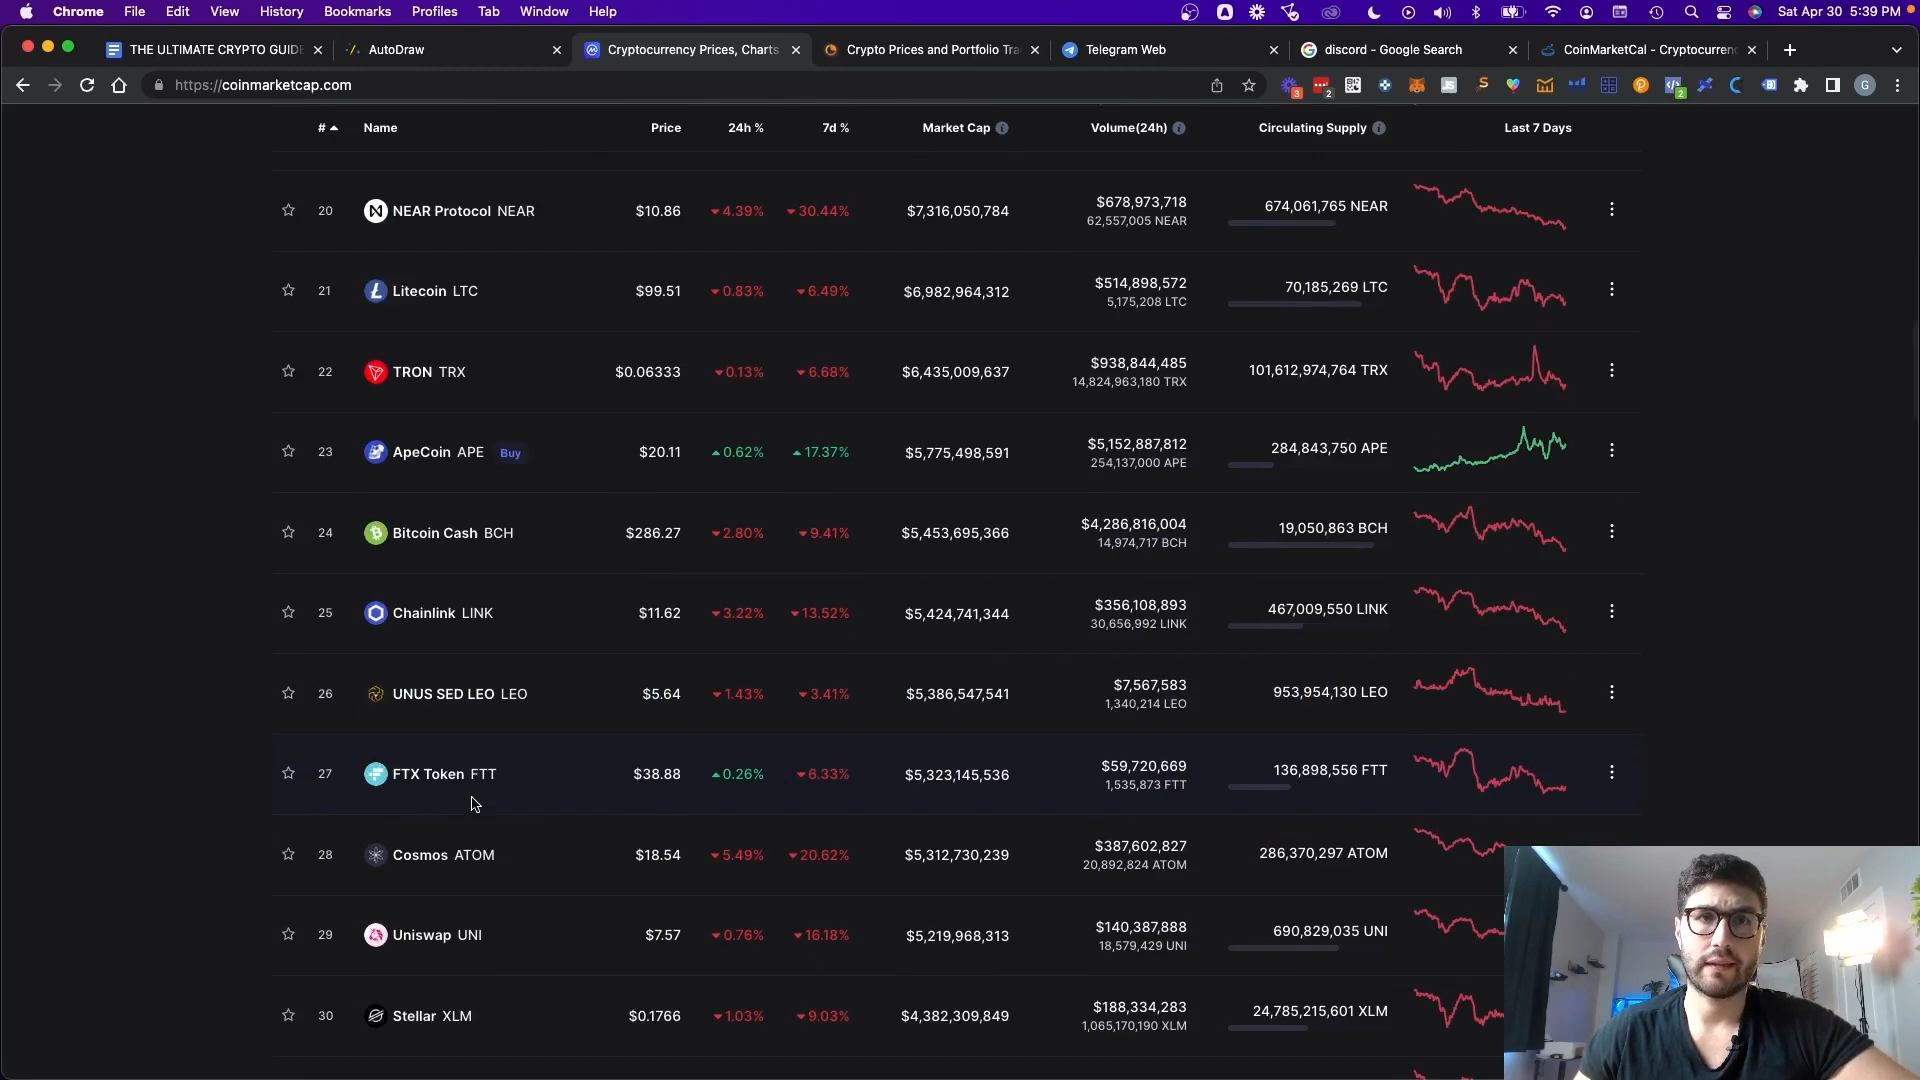 Chrome File Edit View History Bookmarks Profiles Tab Window Help Sat Apr 30 5:39 PM
THE ULTIMATE CRYPTO GUIDE AutoDraw Cryptocurrency Prices, Charts Crypto Prices and Portfolio Tra Telegram Web discord - Google Search CoinMarketCal - Cryptocurrenc
https://coinmarketcap.com
# Name Price 24h % 7d % Market Cap Volume(24h) Circulating Supply Last 7 Days
20 NEAR Protocol NEAR $10.86 4.39% 30.44% $7,316,050,784 $678,973,718 674,061,765 NEAR
62,557,005 NEAR
21 Litecoin LTC $99.51 0.83% 6.49% $6,982,964,312 $514,898,572 70,185,269 LTC
5,175,208 LTC
22 TRON TRX $0.06333 0.13% 6.68% $6,435,009,637 $938,844,485 101,612,974,764 TRX
14,824,963,180 TRX
23 ApeCoin APE Buy $20.11 0.62% 17.37% $5,775,498,591 $5,152,887,812 284,843,750 APE
254,137,000 APE
24 Bitcoin Cash BCH $286.27 2.80% 9.41% $5,453,695,366 $4,286,816,004 19,050,863 BCH
14,974,717 BCH
25 Chainlink LINK $11.62 3.22% 13.52% $5,424,741,344 $356,108,893 467,009,550 LINK
30,656,992 LINK
26 UNUS SED LEO LEO $5.64 1.43% 3.41% $5,386,547,541 $7,567,583 953,954,130 LEO
1,340,214 LEO
27 FTX Token FTT $38.88 0.26% 6.33% $5,323,145,536 $59,720,669 136,898,556 FTT
1,535,873 FTT
28 Cosmos ATOM $18.54 5.49% 20.62% $5,312,730,239 $387,602,827 286,370,297 ATOM
20,892,824 ATOM
29 Uniswap UNI $7.57 0.76% 16.18% $5,219,968,313 $140,387,888 690,829,035 UNI
18,579,429 UNI
30 Stellar XLM $0.1766 1.03% 9.03% $4,382,309,849 $188,334,283 24,785,215,601 XLM
1,065,170,190 XLM